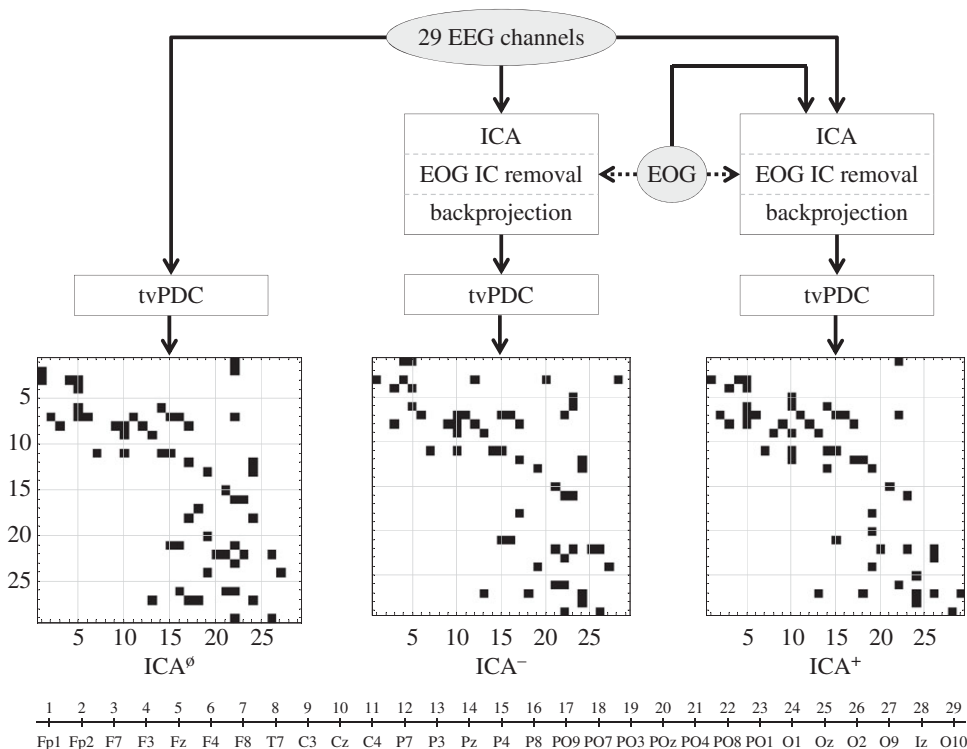 29 EEG channels
ICA
EOG IC removal
backprojection
EOG
ICA
EOG IC removal
backprojection
tvPDC
tvPDC
tvPDC
5
10
15
20
25
5 10 15 20 25
5 10 15 20 25
5 10 15 20 25
ICAø
ICA–
ICA+
1 2 3 4 5 6 7 8 9 10 11 12 13 14 15 16 17 18 19 20 21 22 23 24 25 26 27 28 29
Fp1 Fp2 F7 F3 Fz F4 F8 T7 C3 Cz C4 P7 P3 Pz P4 P8 PO9 PO7 PO3 POz PO4 PO8 PO1 O1 Oz O2 O9 Iz O10